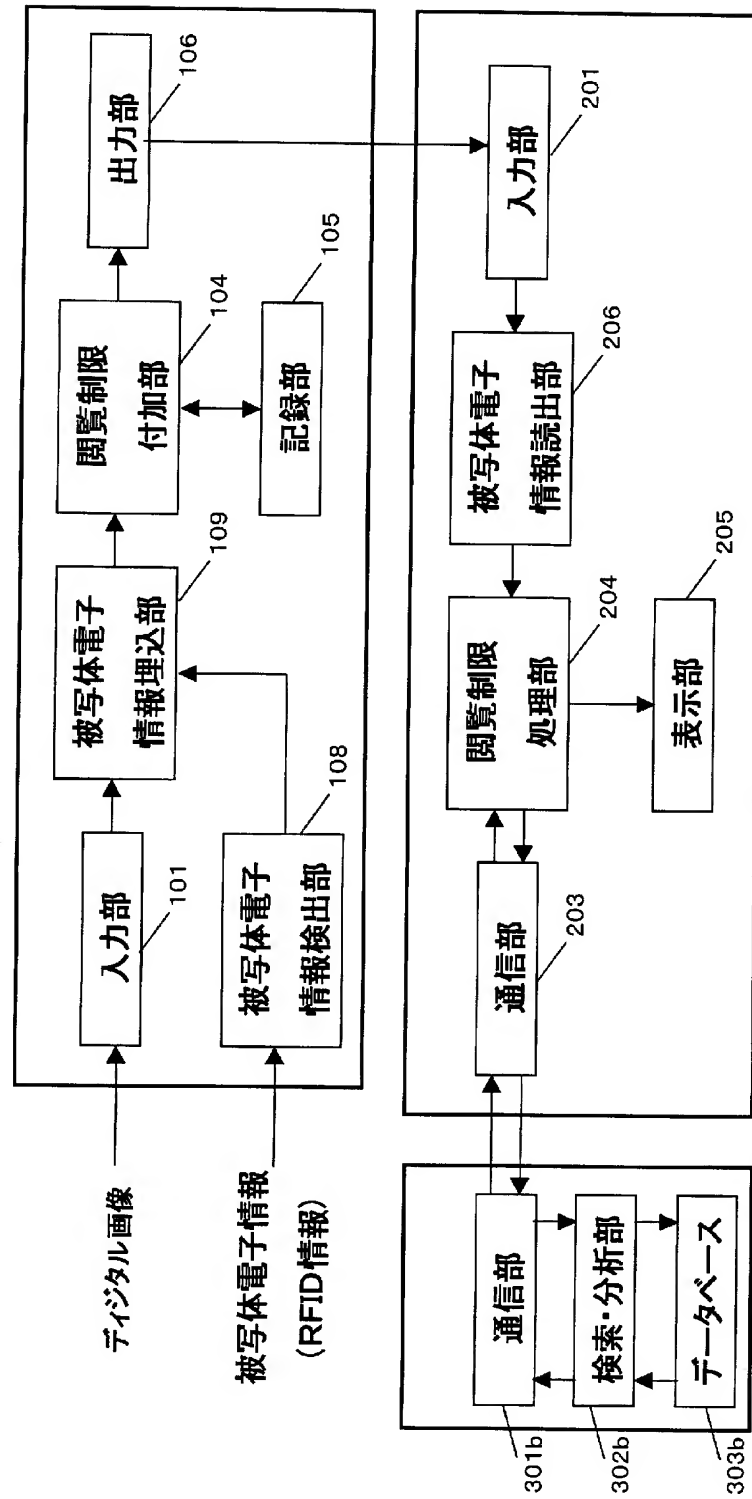 ディジタル画像
入力部
101
被写体電子
情報埋込部
109
閲覧制限
付加部
104
出力部
106
記録部
105
被写体電子情報
(RFID情報)
被写体電子
情報検出部
108
入力部
201
被写体電子
情報読出部
206
閲覧制限
処理部
204
表示部
205
通信部
203
通信部
301b
検索・分析部
302b
データベース
303b